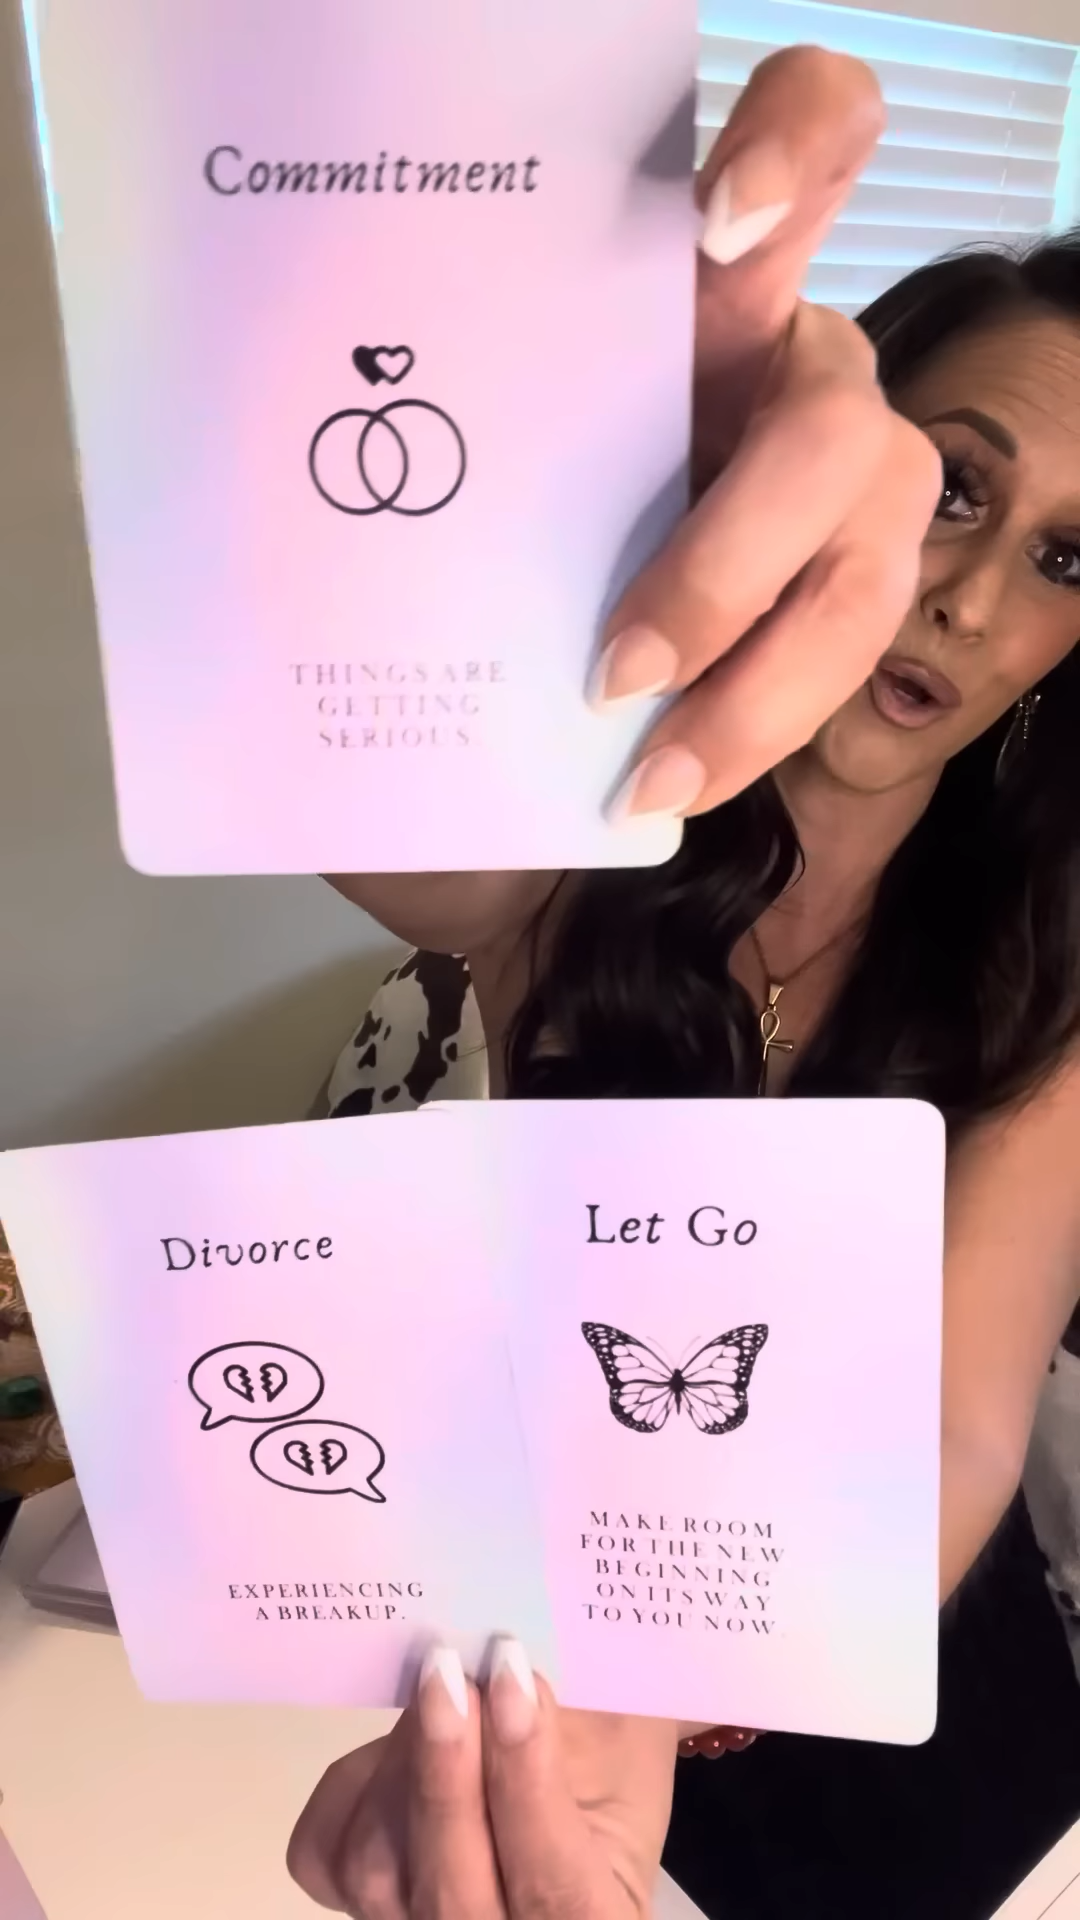 Commitment
THINGS ARE
GETTING
SERIOUS.
Divorce
EXPERIENCING
A BREAKUP.
Let Go
MAKE ROOM
FOR THE NEW
BEGINNING
ON ITS WAY
TO YOU NOW.